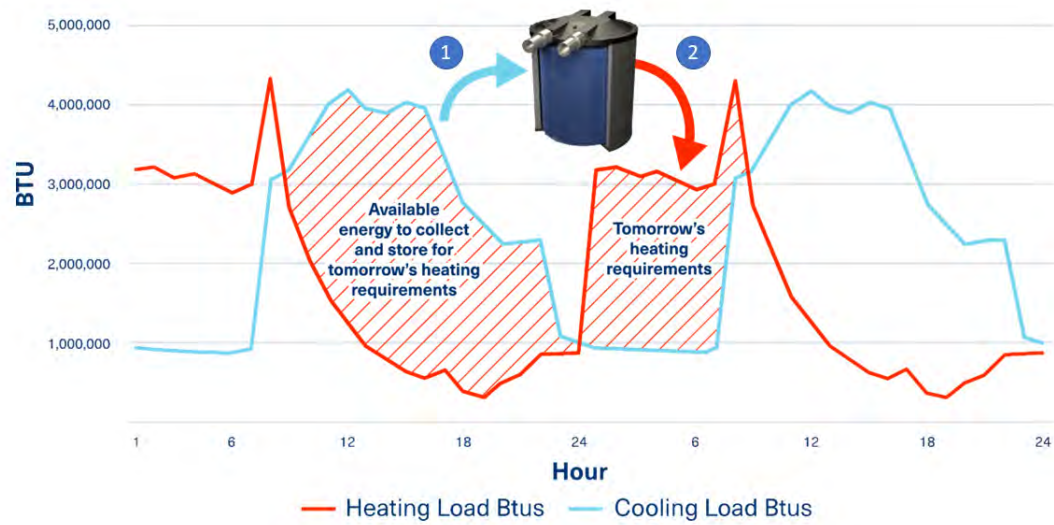 5,000,000
4,000,000
3,000,000
2,000,000
1,000,000
BTU
1
2
Available
energy to collect
and store for
tomorrow's heating
requirements
Tomorrow's
heating
requirements
1 6 12 18 24 6 12 18 24
Hour
Heating Load Btus Cooling Load Btus